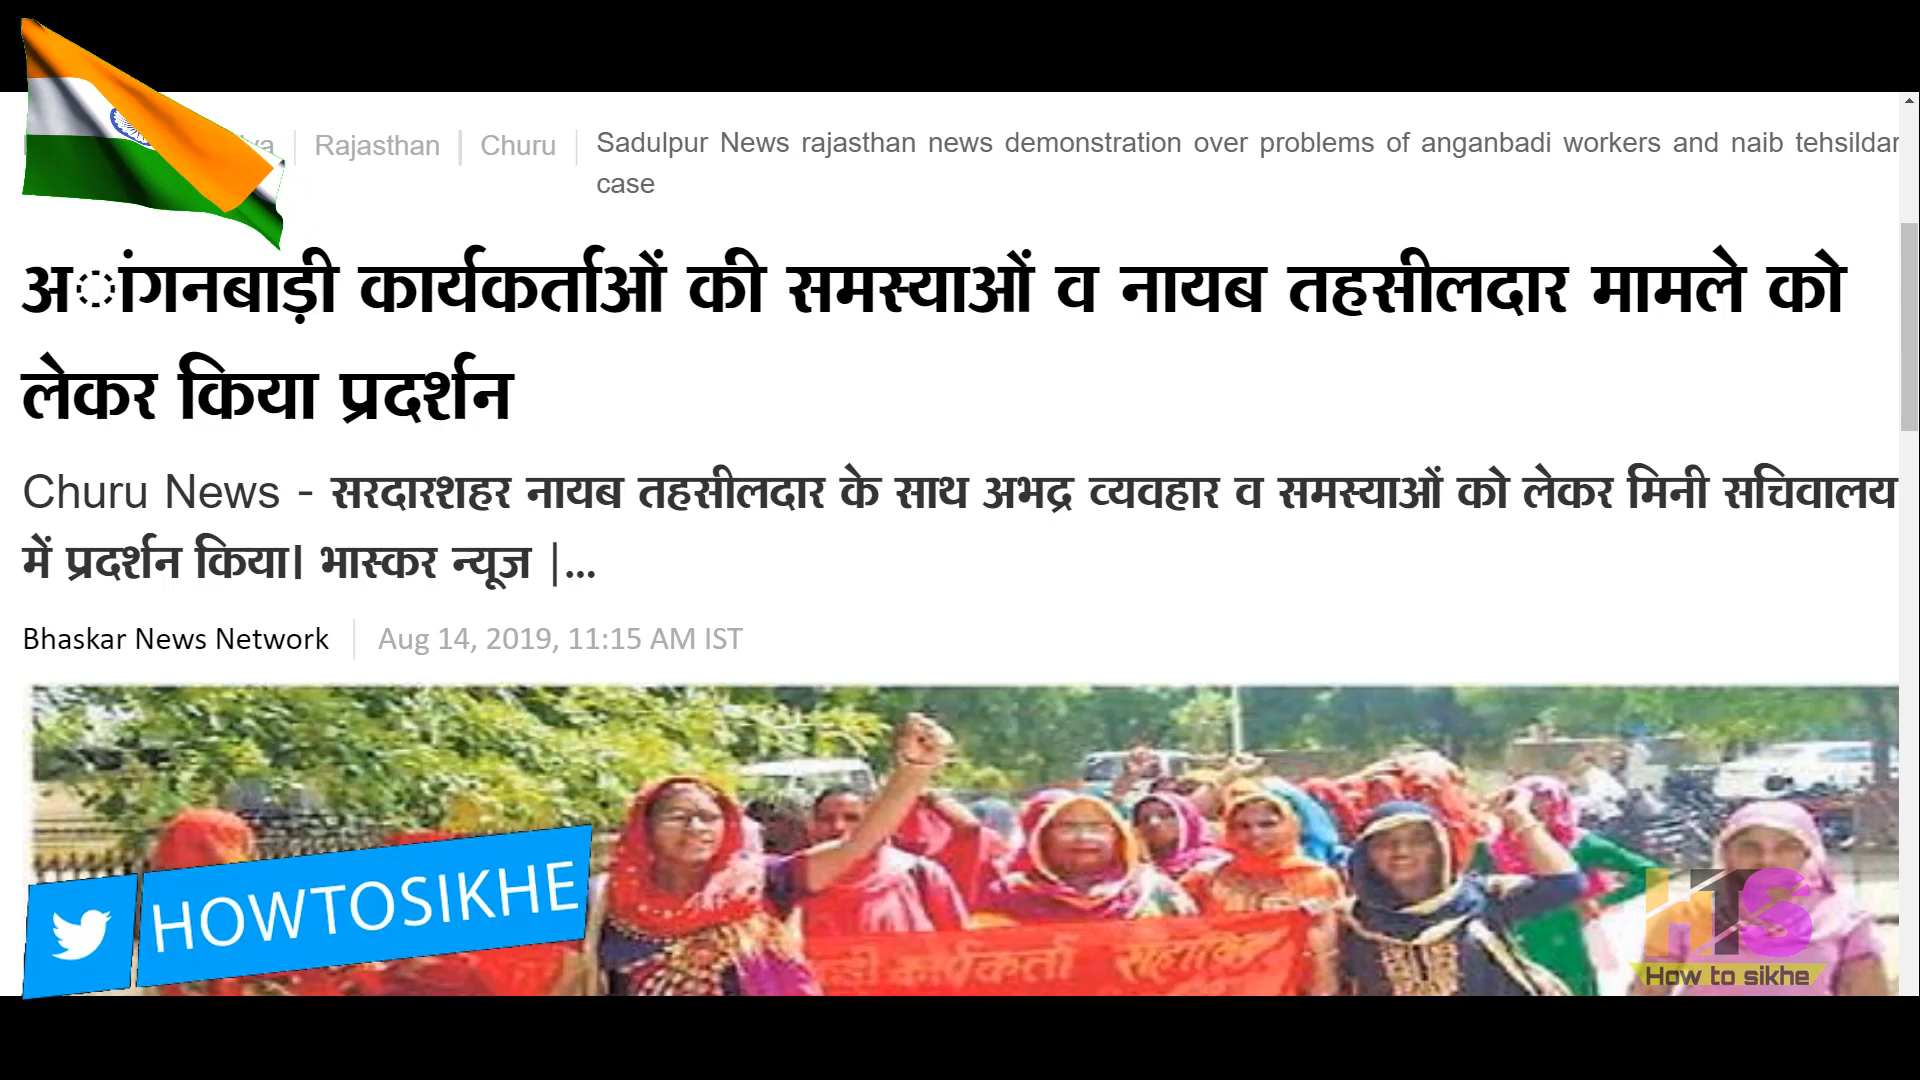 Rajasthan | Churu | Sadulpur News rajasthan news demonstration over problems of anganbadi workers and naib tehsildar
case
अांगनबाड़ी कार्यकर्ताओं की समस्याओं व नायब तहसीलदार मामले को
लेकर किया प्रदर्शन
Churu News - सरदारशहर नायब तहसीलदार के साथ अभद्र व्यवहार व समस्याओं को लेकर मिनी सचिवालय
में प्रदर्शन किया। भास्कर न्यूज |...
Bhaskar News Network | Aug 14, 2019, 11:15 AM IST
HOWTOSIKHE
HTS
How to sikhe